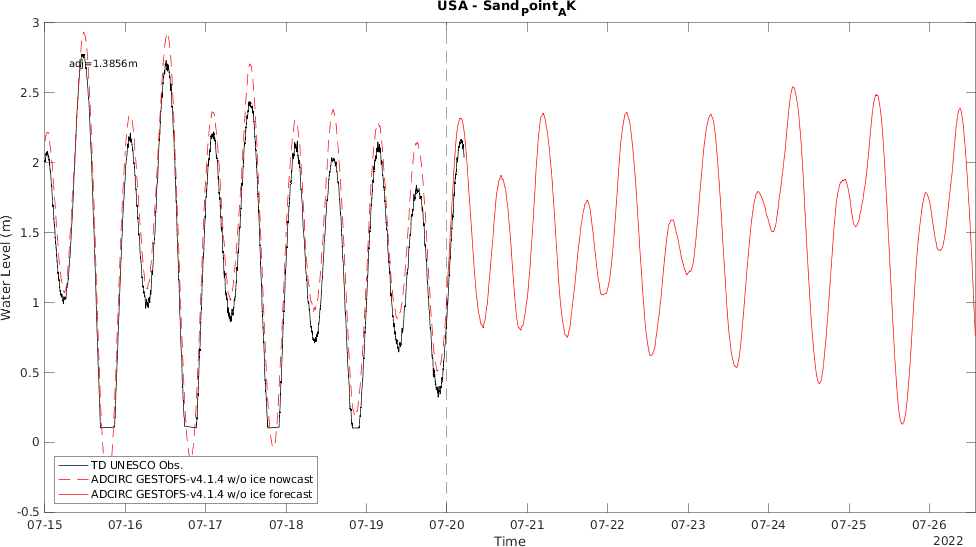 USA - Sand_Point_AK
adj=1.3856m
3
2.5
2
1.5
1
0.5
0
-0.5
Water Level (m)
TD UNESCO Obs.
ADCIRC GESTOFS-v4.1.4 w/o ice nowcast
ADCIRC GESTOFS-v4.1.4 w/o ice forecast
07-15 07-16 07-17 07-18 07-19 07-20 07-21 07-22 07-23 07-24 07-25 07-26
Time
2022